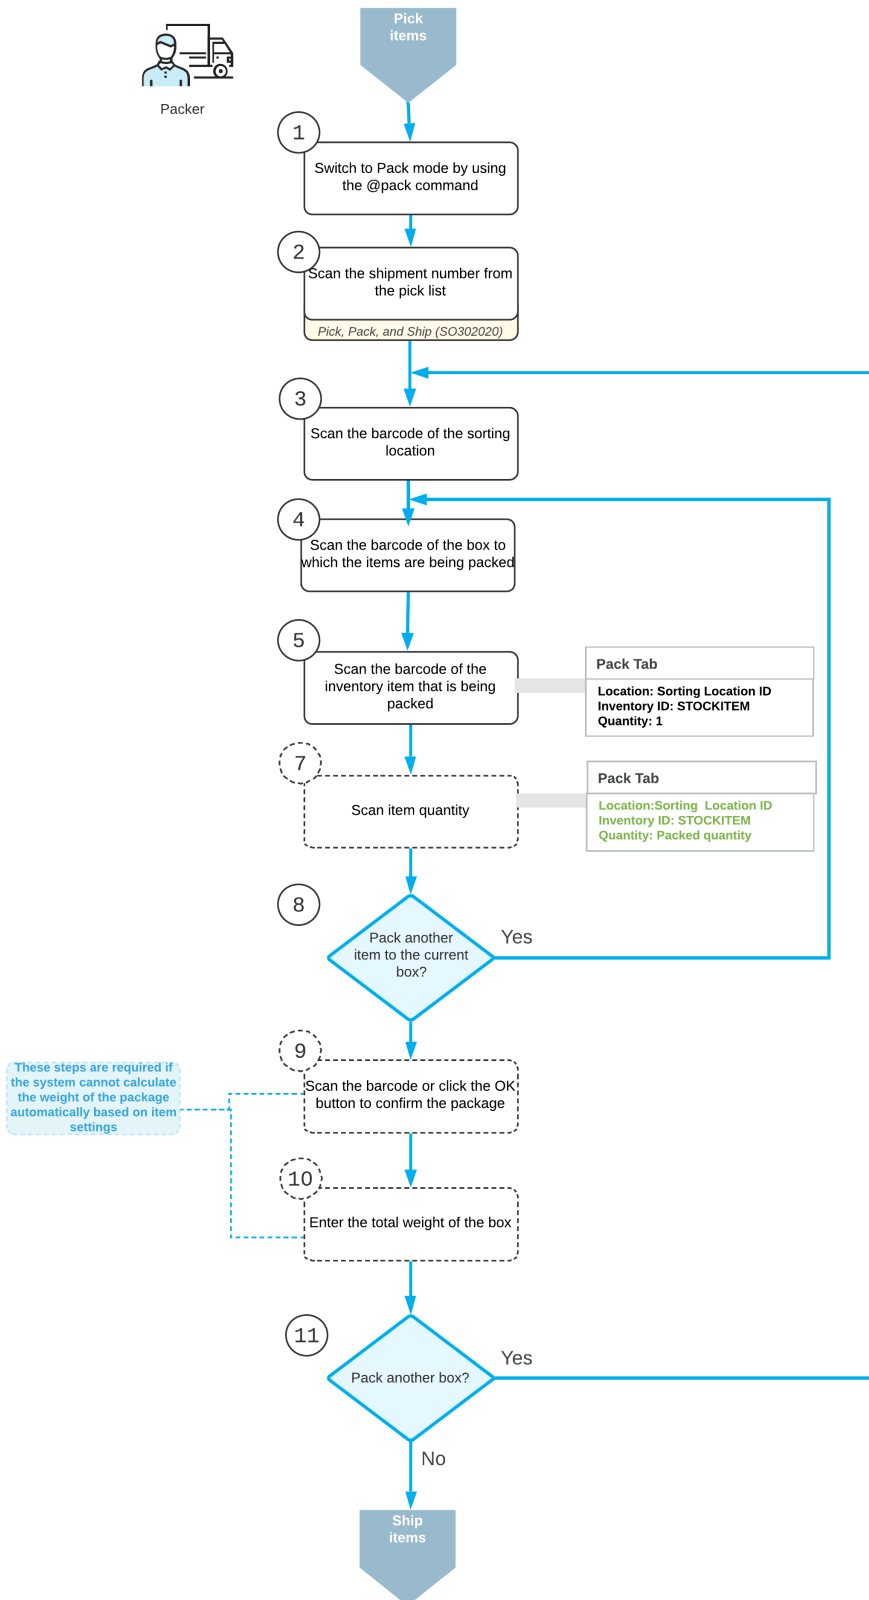 Pick
items
Packer
1
Switch to Pack mode by using
the @pack command
2
Scan the shipment number from
the pick list
Pick, Pack, and Ship (SO302020)
3
Scan the barcode of the sorting
location
4
Scan the barcode of the box to
which the items are being packed
5
Scan the barcode of the
inventory item that is being
packed
Pack Tab
Location: Sorting Location ID
Inventory ID: STOCKITEM
Quantity: 1
7
Scan item quantity
Pack Tab
Location:Sorting Location ID
Inventory ID: STOCKITEM
Quantity: Packed quantity
8
Pack another
item to the current
box?
Yes
9
Scan the barcode or click the OK
button to confirm the package
These steps are required if
the system cannot calculate
the weight of the package
automatically based on item
settings
10
Enter the total weight of the box
11
Pack another box?
Yes
No
Ship
items